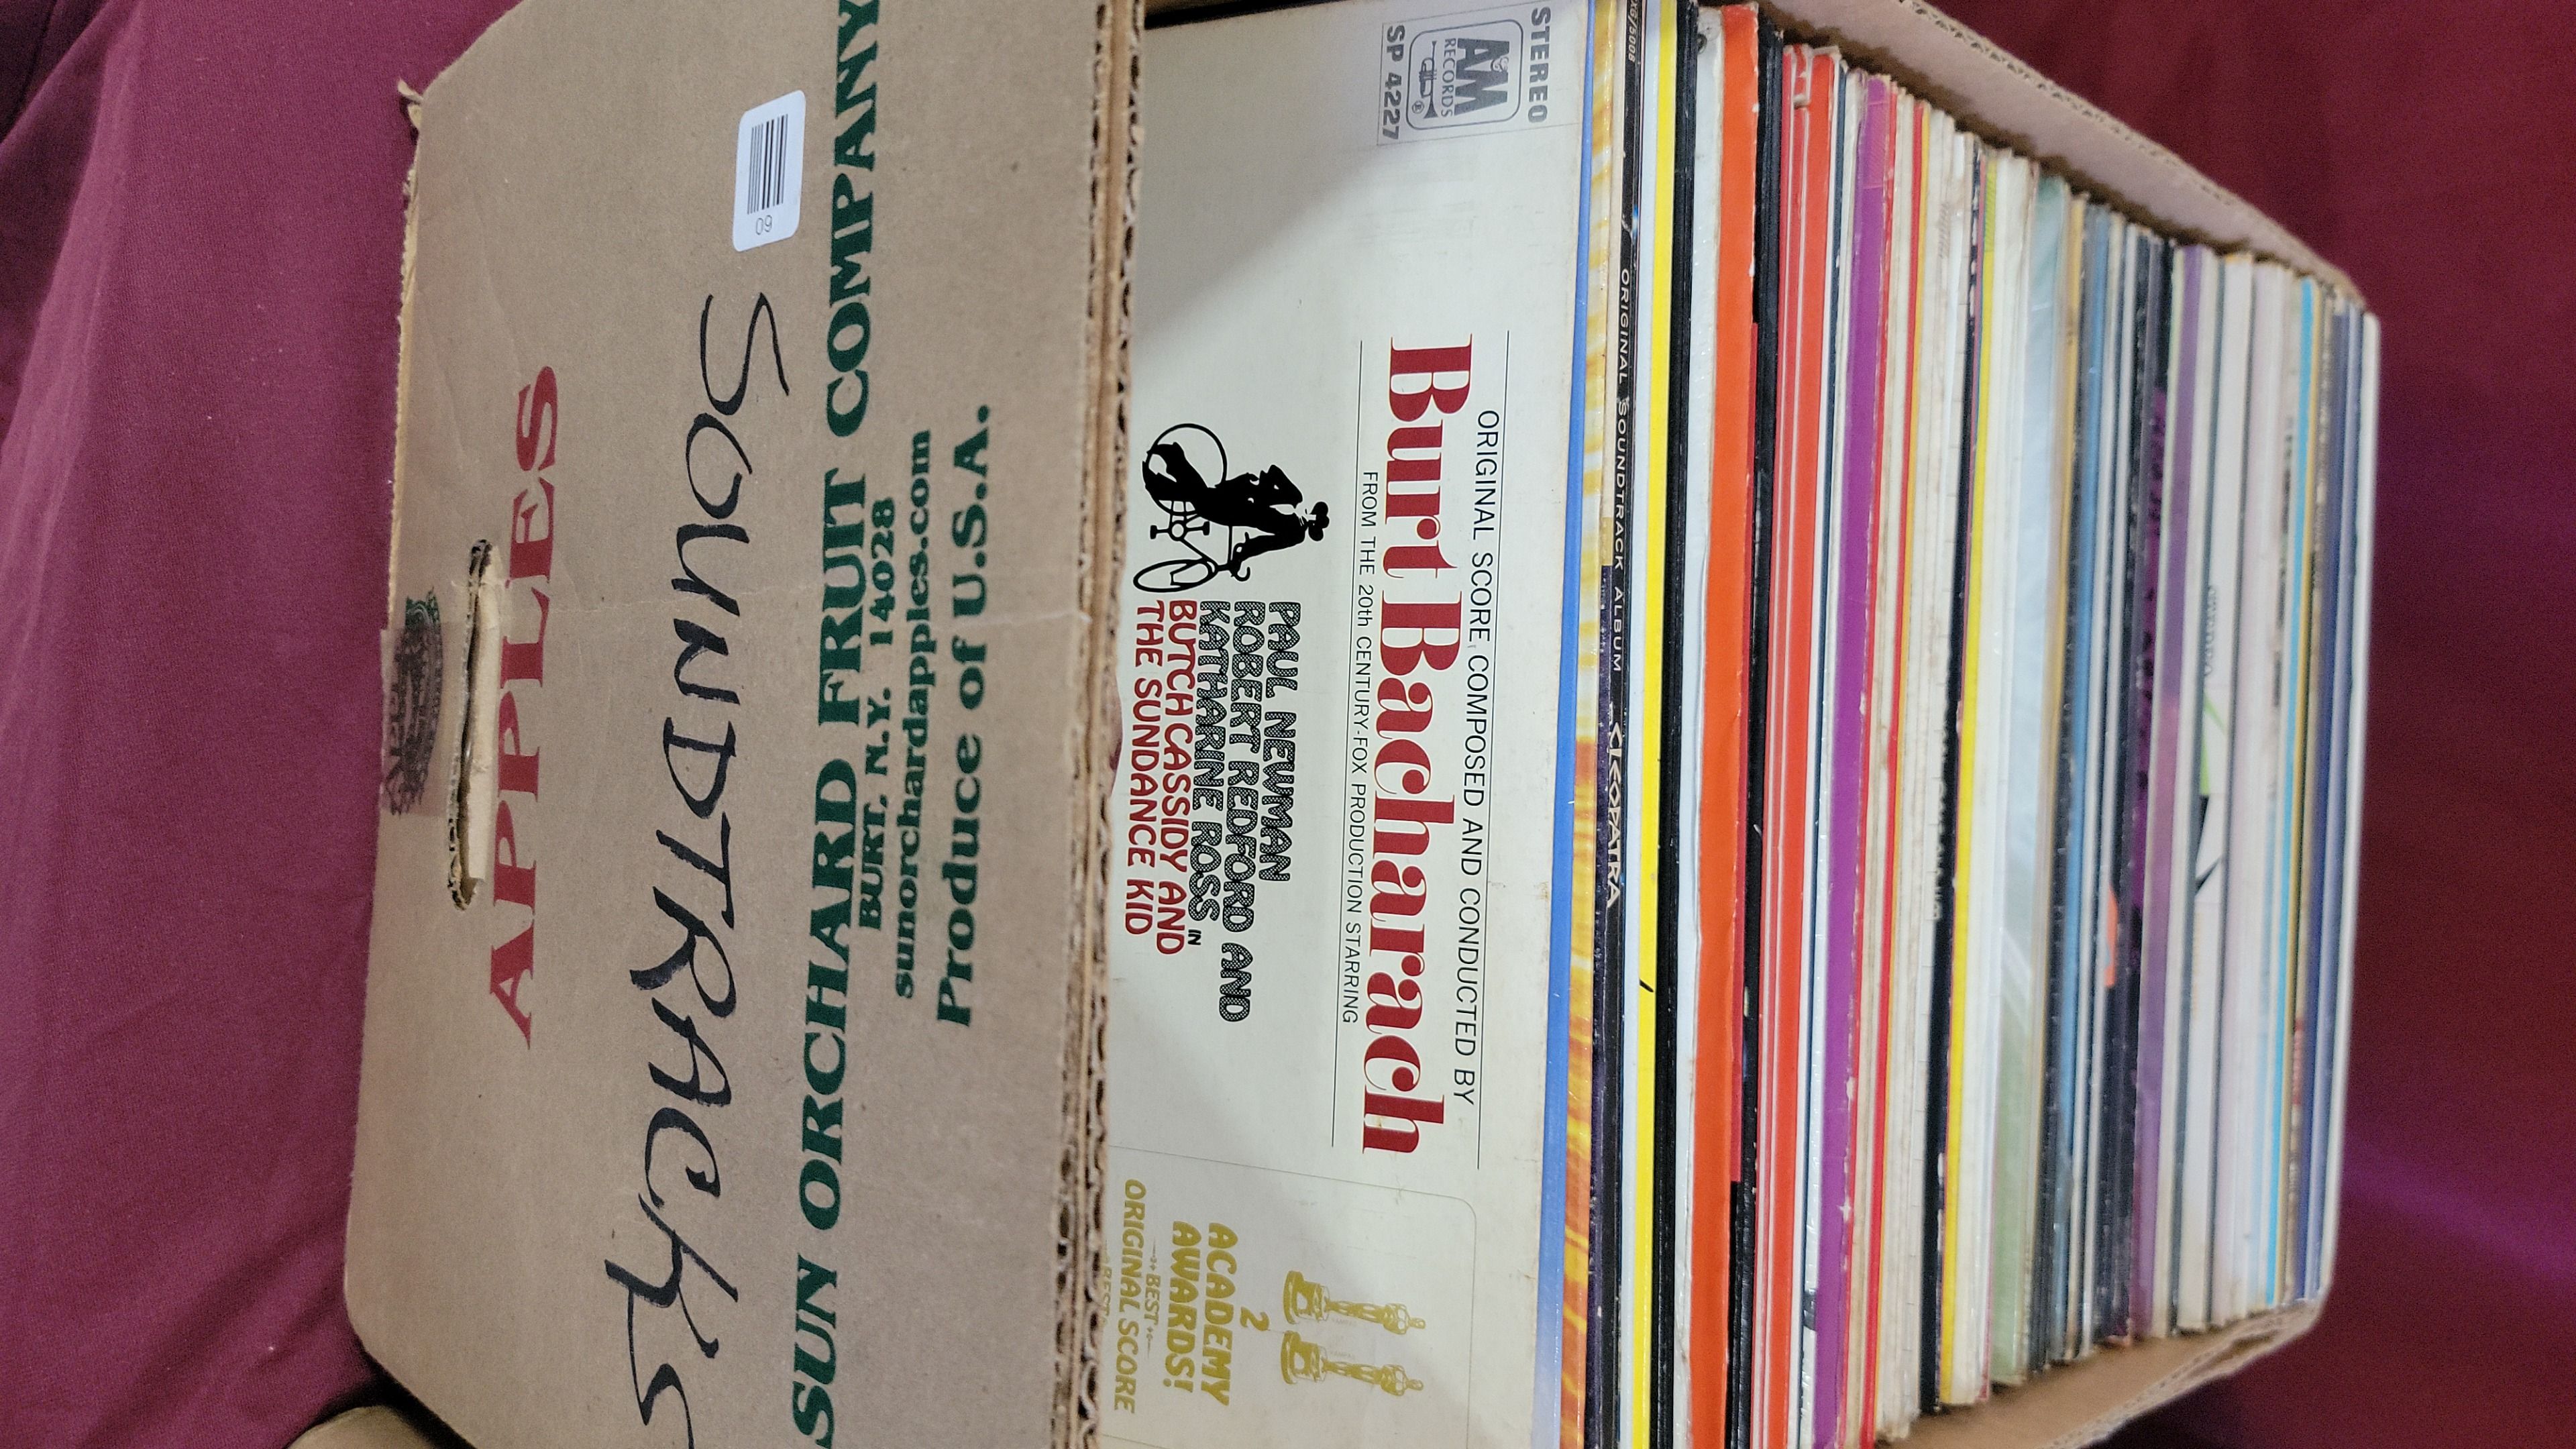 APPLES
09
SOUNDTRACKS
SUN ORCHARD FRUIT COMPANY
BURT. N.Y. 14028
sunorchardapples.com
Produce of U.S.A.
STEREO
A&M
RECORDS
®
SP 4227
ORIGINAL SCORE COMPOSED AND CONDUCTED BY
Burt Bacharach
FROM THE 20th CENTURY-FOX PRODUCTION STARRING
PAUL NEWMAN
ROBERT REDFORD AND
KATHARINE ROSS IN
BUTCH CASSIDY AND
THE SUNDANCE KID
2
ACADEMY
AWARDS!
BEST
ORIGINAL SCORE
BEST
ORIGINAL SOUNDTRACK ALBUM CLEOPATRA